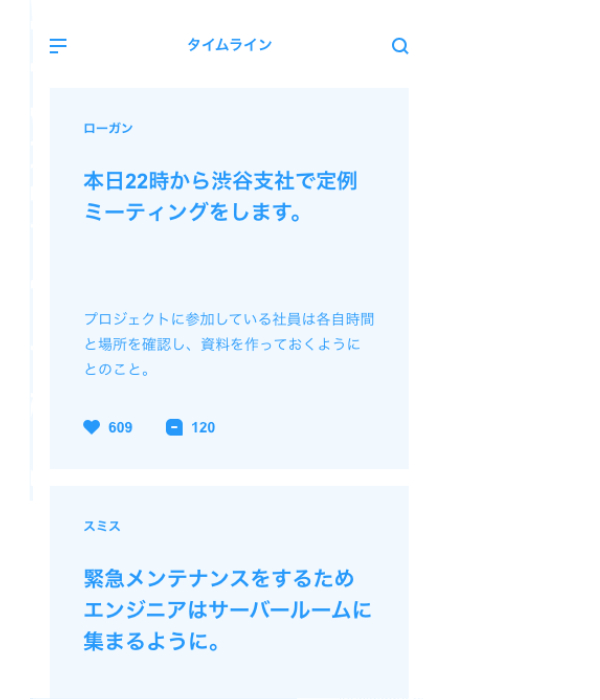 タイムライン
ローガン
本日22時から渋谷支社で定例
ミーティングをします。
プロジェクトに参加している社員は各自時間
と場所を確認し、資料を作っておくように
とのこと。
609 120
スミス
緊急メンテナンスをするため
エンジニアはサーバールームに
集まるように。